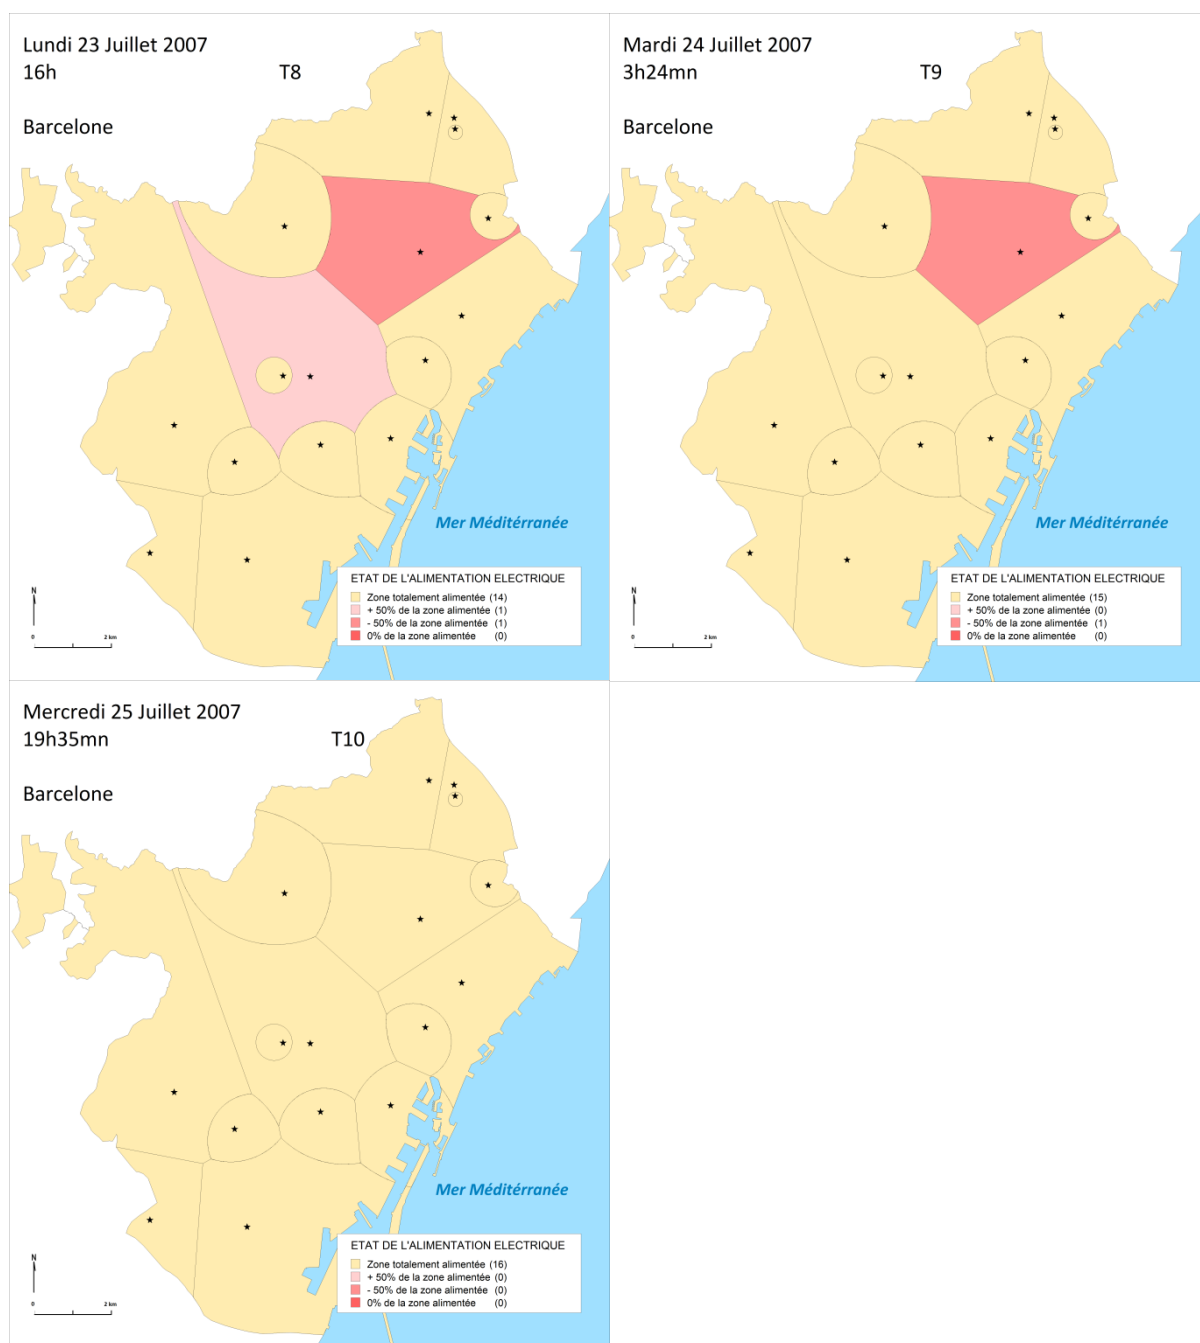 Lundi 23 Juillet 2007
16h
T8
Barcelone
Mer Méditérranée
N
0
2 km
ETAT DE L'ALIMENTATION ELECTRIQUE
Zone totalement alimentée (14)
+ 50% de la zone alimentée (1)
- 50% de la zone alimentée (1)
0% de la zone alimentée (0)
Mardi 24 Juillet 2007
3h24mn
T9
Barcelone
Mer Méditérranée
N
0
2 km
ETAT DE L'ALIMENTATION ELECTRIQUE
Zone totalement alimentée (15)
+ 50% de la zone alimentée (0)
- 50% de la zone alimentée (1)
0% de la zone alimentée (0)
Mercredi 25 Juillet 2007
19h35mn
T10
Barcelone
Mer Méditérranée
N
0
2 km
ETAT DE L'ALIMENTATION ELECTRIQUE
Zone totalement alimentée (16)
+ 50% de la zone alimentée (0)
- 50% de la zone alimentée (0)
0% de la zone alimentée (0)